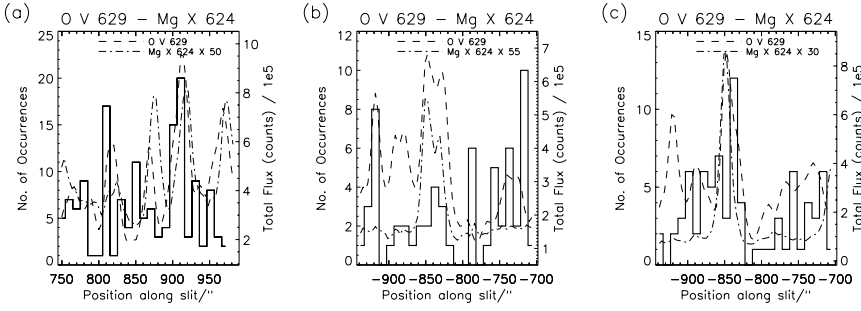 (a) O V 629 – Mg X 624
O V 629
Mg X 624 X 50
No. of Occurrences
25
20
15
10
5
0
Total Flux (counts) / 1e5
10
8
6
4
2
750 800 850 900 950
Position along slit/"
(b) O V 629 – Mg X 624
O V 629
Mg X 624 X 55
No. of Occurrences
12
10
8
6
4
2
0
Total Flux (counts) / 1e5
7
6
5
4
3
2
1
−900 −850 −800 −750 −700
Position along slit/"
(c) O V 629 – Mg X 624
O V 629
Mg X 624 X 30
No. of Occurrences
15
10
5
0
Total Flux (counts) / 1e5
8
6
4
2
0
−900 −850 −800 −750 −700
Position along slit/"